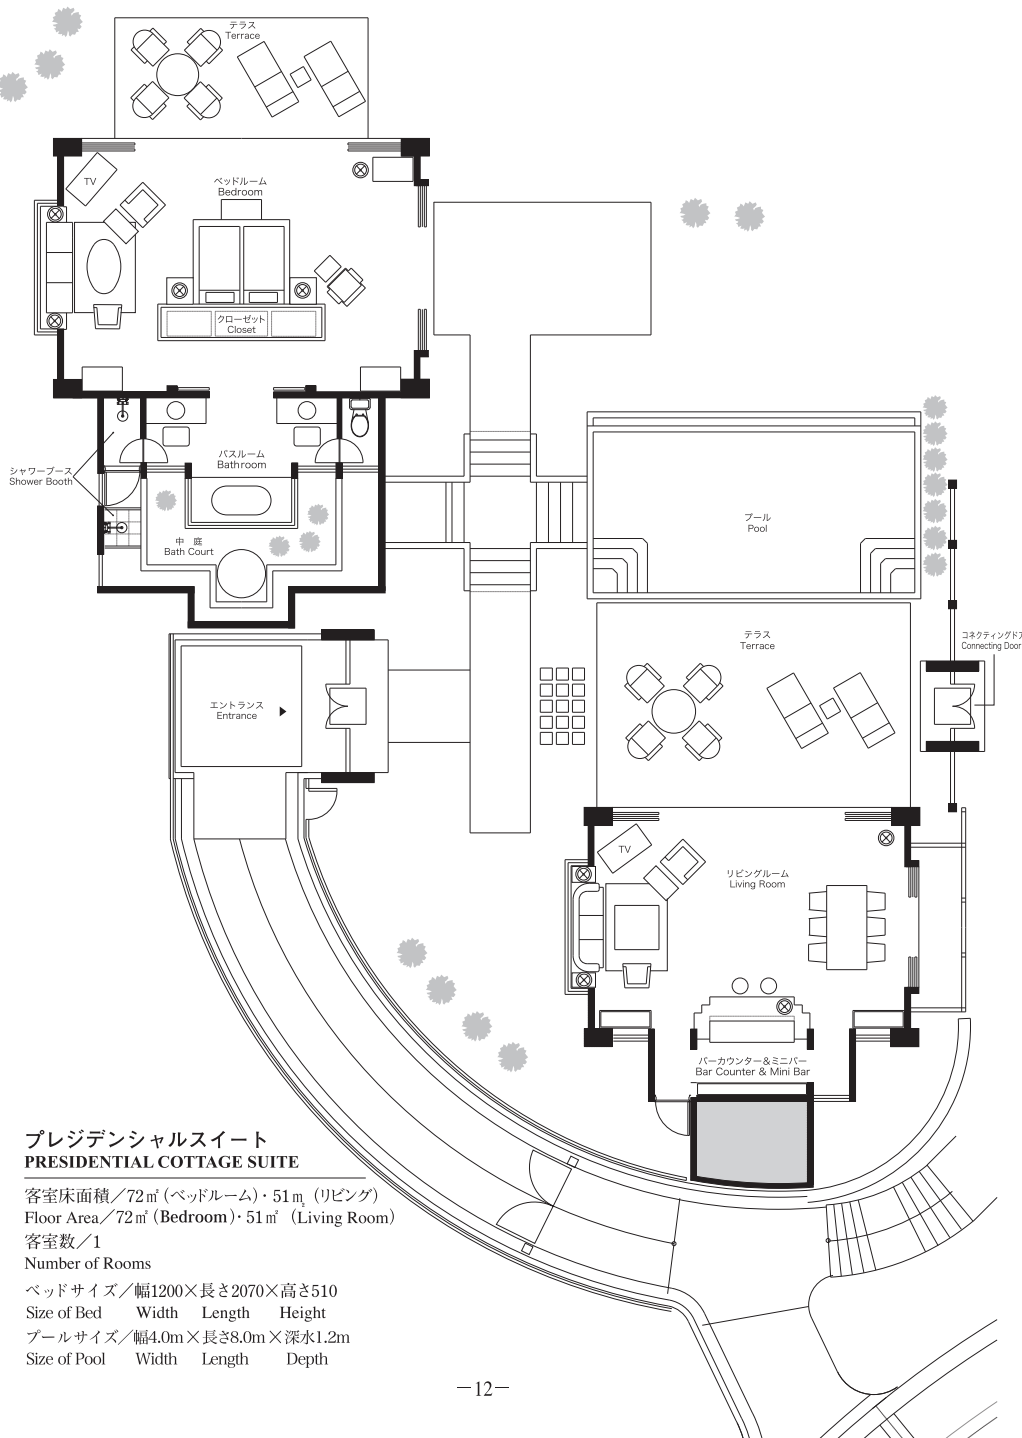 テラス
Terrace
TV
ベッドルーム
Bedroom
クローゼット
Closet
シャワーブース
Shower Booth
バスルーム
Bathroom
中 庭
Bath Court
プール
Pool
テラス
Terrace
コネクティングドア
Connecting Door
エントランス
Entrance
TV
リビングルーム
Living Room
バーカウンター&ミニバー
Bar Counter & Mini Bar
プレジデンシャルスイート
PRESIDENTIAL COTTAGE SUITE
客室床面積/72㎡(ベッドルーム)・51㎡(リビング)
Floor Area/72㎡(Bedroom)・51㎡ (Living Room)
客室数/1
Number of Rooms
ベッドサイズ/幅1200×長さ2070×高さ510
Size of Bed Width Length Height
プールサイズ/幅4.0m×長さ8.0m×深水1.2m
Size of Pool Width Length Depth
—12—